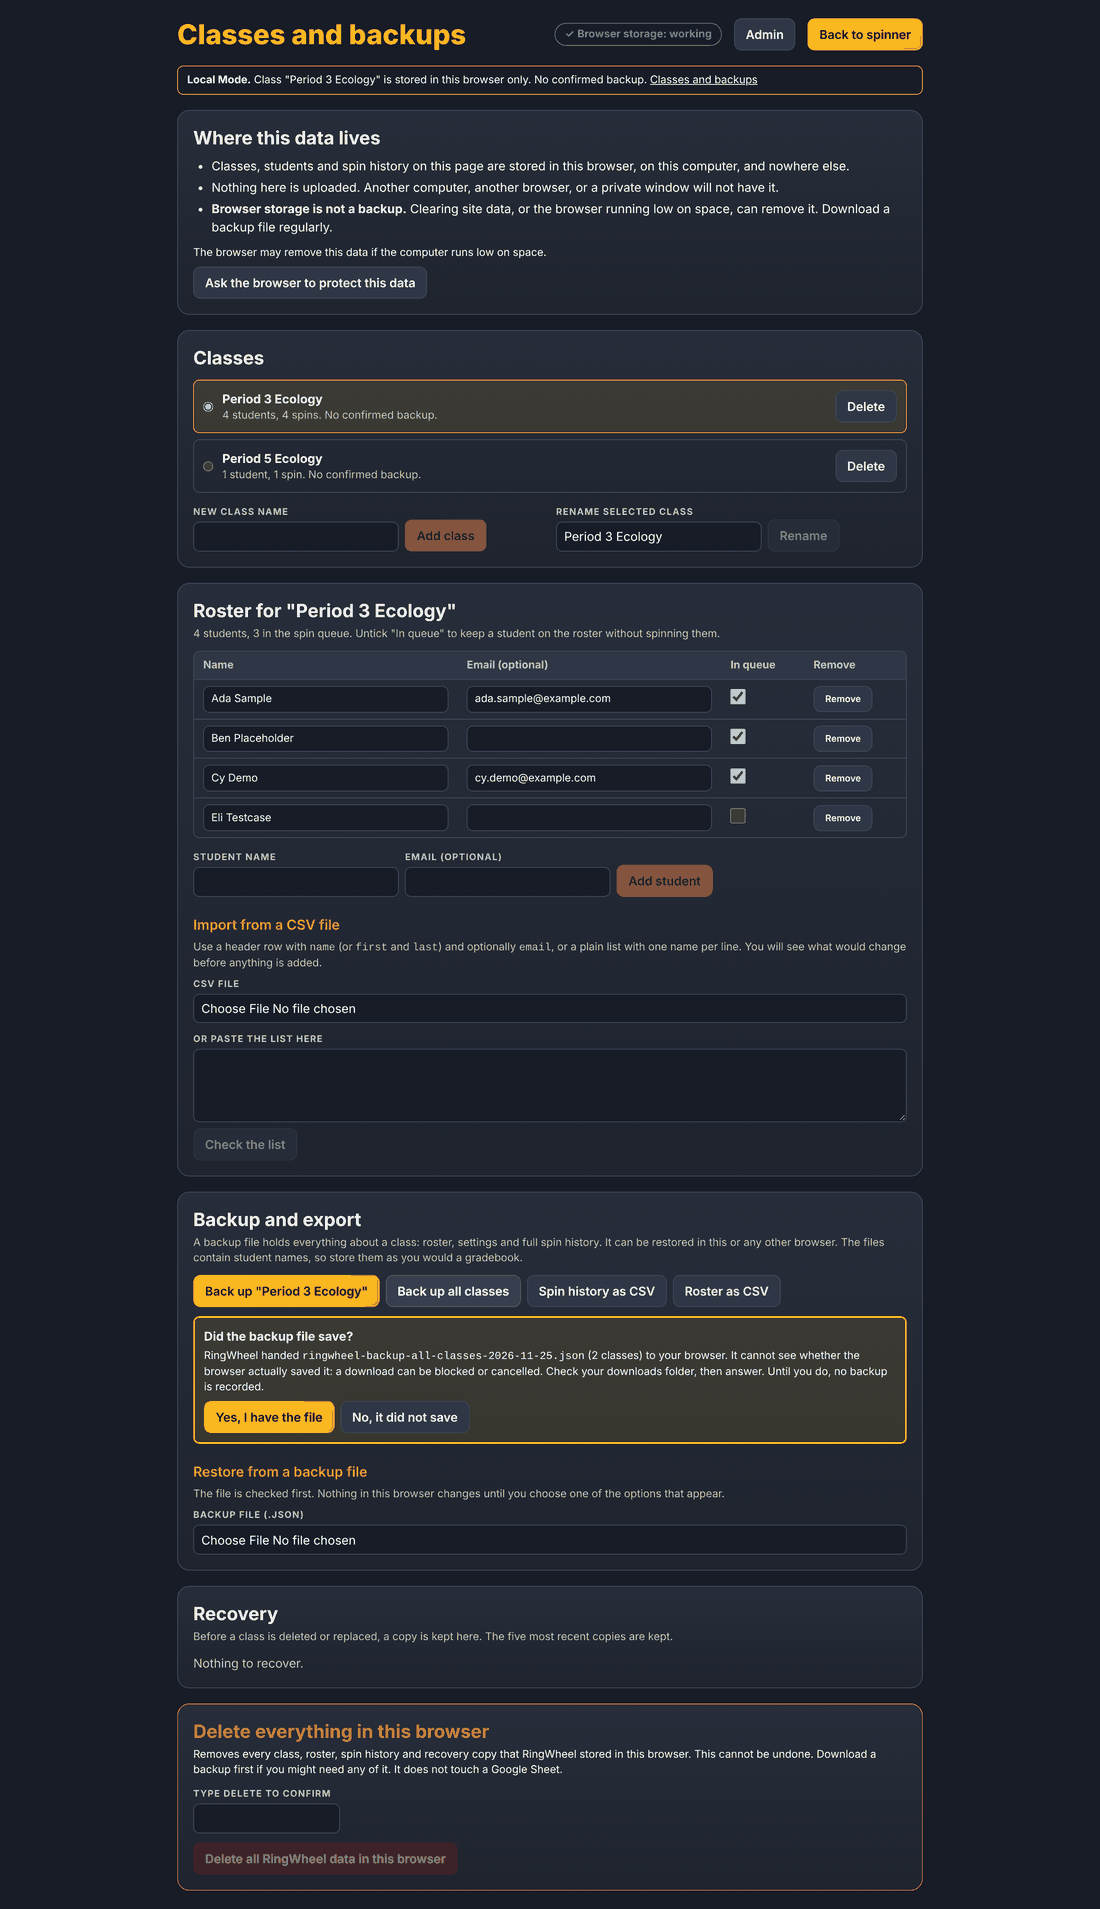 Classes and backups
✓ Browser storage: working
Admin
Back to spinner
Local Mode. Class "Period 3 Ecology" is stored in this browser only. No confirmed backup. Classes and backups
Where this data lives
• Classes, students and spin history on this page are stored in this browser, on this computer, and nowhere else.
• Nothing here is uploaded. Another computer, another browser, or a private window will not have it.
• Browser storage is not a backup. Clearing site data, or the browser running low on space, can remove it. Download a
backup file regularly.
The browser may remove this data if the computer runs low on space.
Ask the browser to protect this data
Classes
Period 3 Ecology
4 students, 4 spins. No confirmed backup.
Delete
Period 5 Ecology
1 student, 1 spin. No confirmed backup.
Delete
NEW CLASS NAME
Add class
RENAME SELECTED CLASS
Period 3 Ecology
Rename
Roster for "Period 3 Ecology"
4 students, 3 in the spin queue. Untick "In queue" to keep a student on the roster without spinning them.
Name Email (optional) In queue Remove
Ada Sample ada.sample@example.com Remove
Ben Placeholder Remove
Cy Demo cy.demo@example.com Remove
Eli Testcase Remove
STUDENT NAME
EMAIL (OPTIONAL)
Add student
Import from a CSV file
Use a header row with name (or first and last) and optionally email, or a plain list with one name per line. You will see what would change
before anything is added.
CSV FILE
Choose File No file chosen
OR PASTE THE LIST HERE
Check the list
Backup and export
A backup file holds everything about a class: roster, settings and full spin history. It can be restored in this or any other browser. The files
contain student names, so store them as you would a gradebook.
Back up "Period 3 Ecology"
Back up all classes
Spin history as CSV
Roster as CSV
Did the backup file save?
RingWheel handed ringwheel-backup-all-classes-2026-11-25.json (2 classes) to your browser. It cannot see whether the
browser actually saved it: a download can be blocked or cancelled. Check your downloads folder, then answer. Until you do, no backup
is recorded.
Yes, I have the file
No, it did not save
Restore from a backup file
The file is checked first. Nothing in this browser changes until you choose one of the options that appear.
BACKUP FILE (.JSON)
Choose File No file chosen
Recovery
Before a class is deleted or replaced, a copy is kept here. The five most recent copies are kept.
Nothing to recover.
Delete everything in this browser
Removes every class, roster, spin history and recovery copy that RingWheel stored in this browser. This cannot be undone. Download a
backup first if you might need any of it. It does not touch a Google Sheet.
TYPE DELETE TO CONFIRM
Delete all RingWheel data in this browser